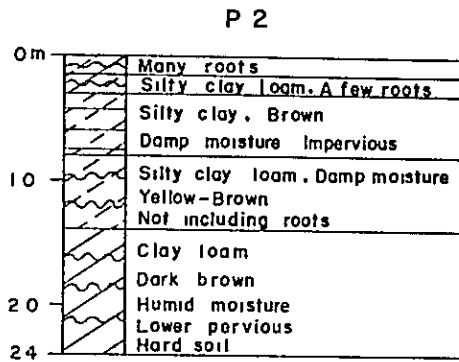 P 2
0m
Many roots
Silty clay loam. A few roots
Silty clay. Brown
Damp moisture Impervious
10
Silty clay loam. Damp moisture
Yellow-Brown
Not including roots
Clay loam
Dark brown
20
Humid moisture
Lower pervious
24
Hard soil